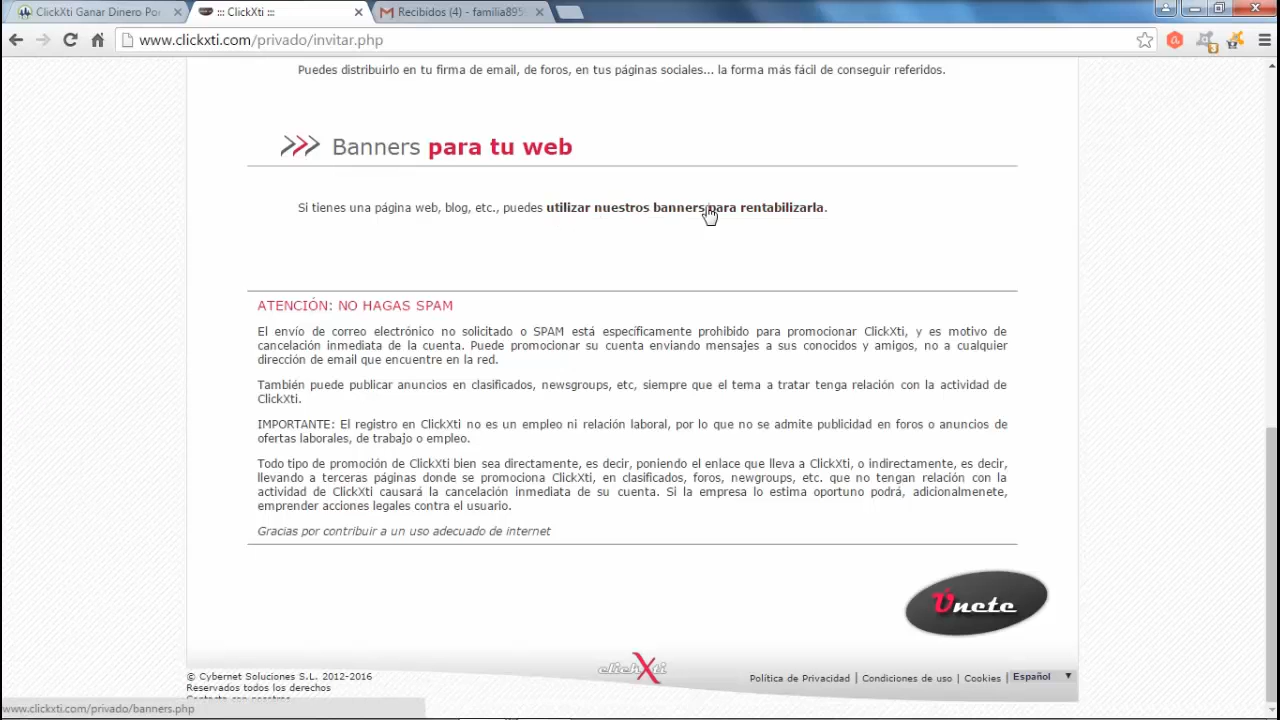 ClickXti Ganar Dinero Po
::: ClickXti :::
Recibidos (4) - familia895
www.clickxti.com/privado/invitar.php
Puedes distribuirlo en tu firma de email, de foros, en tus páginas sociales... la forma más fácil de conseguir referidos.
Banners para tu web
Si tienes una página web, blog, etc., puedes utilizar nuestros banners para rentabilizarla.
ATENCIÓN: NO HAGAS SPAM
El envío de correo electrónico no solicitado o SPAM está específicamente prohibido para promocionar ClickXti, y es motivo de
cancelación inmediata de la cuenta. Puede promocionar su cuenta enviando mensajes a sus conocidos y amigos, no a cualquier
dirección de email que encuentre en la red.
También puede publicar anuncios en clasificados, newsgroups, etc, siempre que el tema a tratar tenga relación con la actividad de
ClickXti.
IMPORTANTE: El registro en ClickXti no es un empleo ni relación laboral, por lo que no se admite publicidad en foros o anuncios de
ofertas laborales, de trabajo o empleo.
Todo tipo de promoción de ClickXti bien sea directamente, es decir, poniendo el enlace que lleva a ClickXti, o indirectamente, es decir,
llevando a terceras páginas donde se promociona ClickXti, en clasificados, foros, newgroups, etc. que no tengan relación con la
actividad de ClickXti causará la cancelación inmediata de su cuenta. Si la empresa lo estima oportuno podrá, adicionalmenete,
emprender acciones legales contra el usuario.
Gracias por contribuir a un uso adecuado de internet
Únete
clickXti
© Cybernet Soluciones S.L. 2012-2016
Reservados todos los derechos
Política de Privacidad | Condiciones de uso | Cookies | Español
www.clickxti.com/privado/banners.php